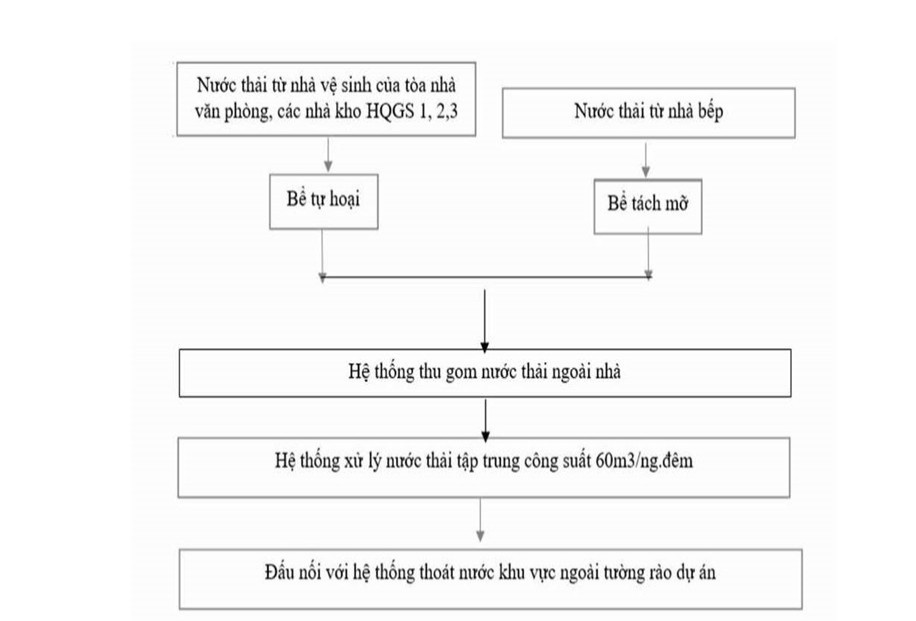 Nước thải từ nhà vệ sinh của tòa nhà
văn phòng, các nhà kho HQGS 1, 2,3
Nước thải từ nhà bếp
Bể tự hoại
Bể tách mỡ
Hệ thống thu gom nước thải ngoài nhà
Hệ thống xử lý nước thải tập trung công suất 60m3/ng.đêm
Đấu nối với hệ thống thoát nước khu vực ngoài tường rào dự án